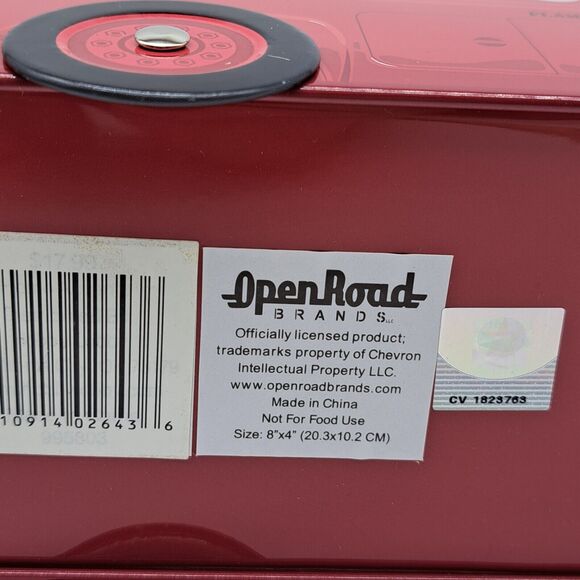 OpenRoad
BRANDS LLC
Officially licensed product;
trademarks property of Chevron
Intellectual Property LLC.
www.openroadbrands.com
Made in China
Not For Food Use
Size: 8"x4" (20.3x10.2 CM)
10914 02643 6
CV 1823763